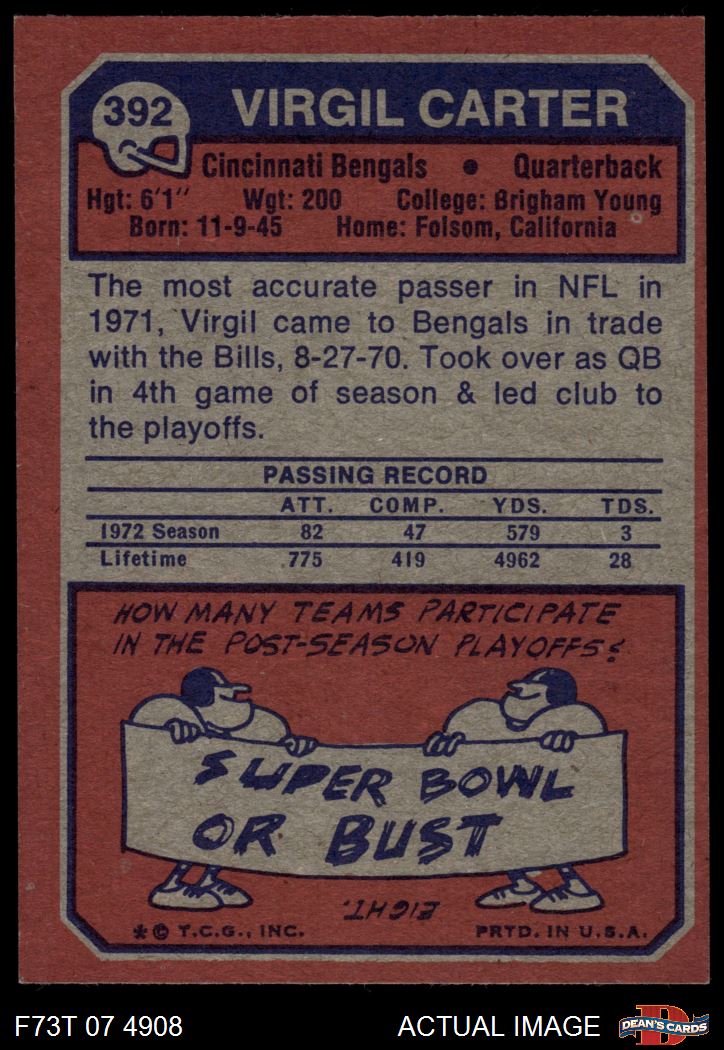 392
VIRGIL CARTER
Cincinnati Bengals • Quarterback
Hgt: 6'1" Wgt: 200 College: Brigham Young
Born: 11-9-45 Home: Folsom, California
The most accurate passer in NFL in
1971, Virgil came to Bengals in trade
with the Bills, 8-27-70. Took over as QB
in 4th game of season & led club to
the playoffs.
PASSING RECORD
ATT. COMP. YDS. TDS.
1972 Season 82 47 579 3
Lifetime 775 419 4962 28
HOW MANY TEAMS PARTICIPATE
IN THE POST-SEASON PLAYOFFS?
SUPER BOWL
OR BUST
EIGHT.
* © T.C.G., INC. PRTD. IN U.S.A.
F73T 07 4908 ACTUAL IMAGE
D
DEAN'S CARDS